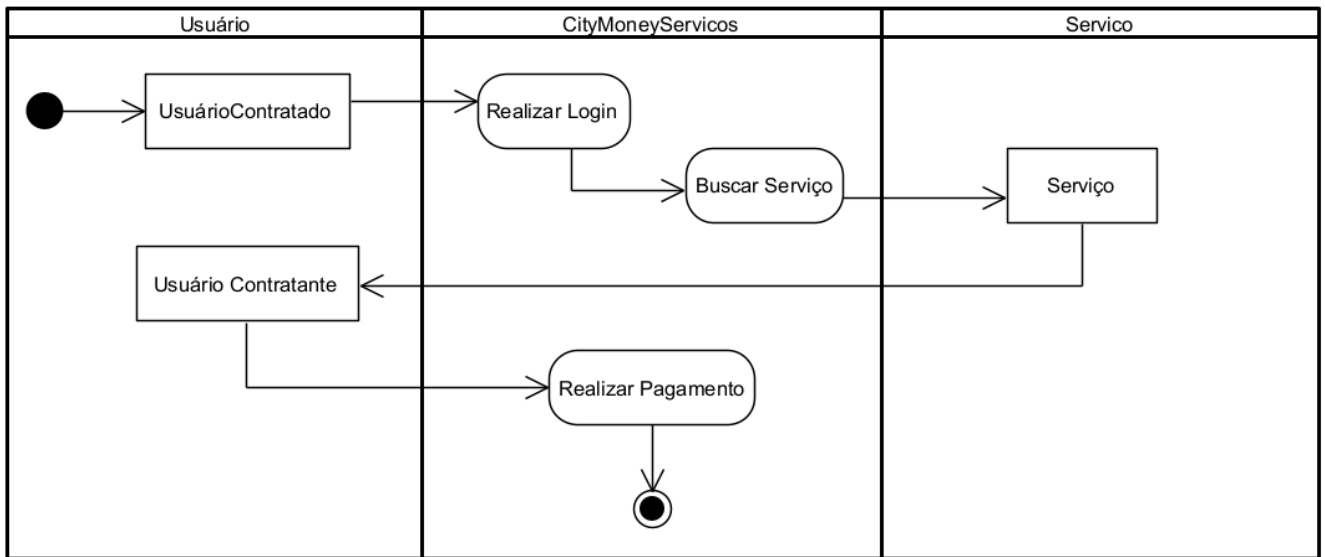 Usuário
CityMoneyServicos
Servico
UsuárioContratado
Realizar Login
Buscar Serviço
Serviço
Usuário Contratante
Realizar Pagamento